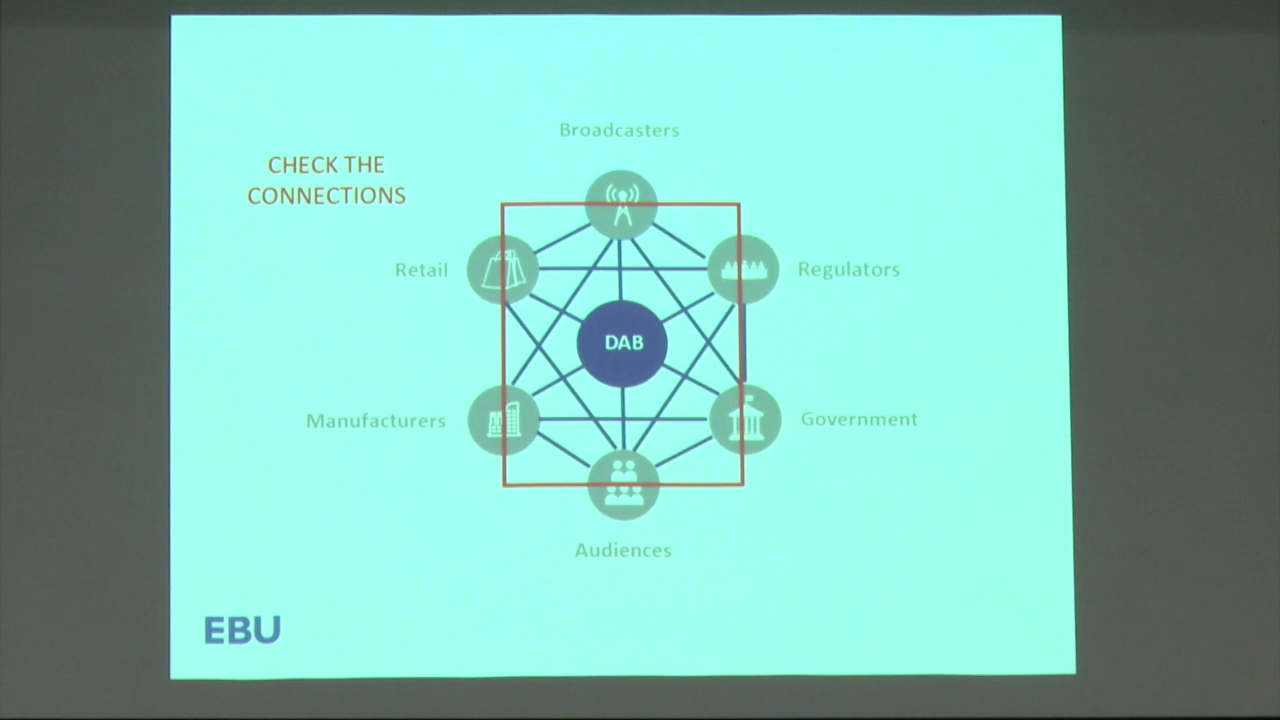 Broadcasters
CHECK THE
CONNECTIONS
Retail
Regulators
DAB
Manufacturers
Government
Audiences
EBU